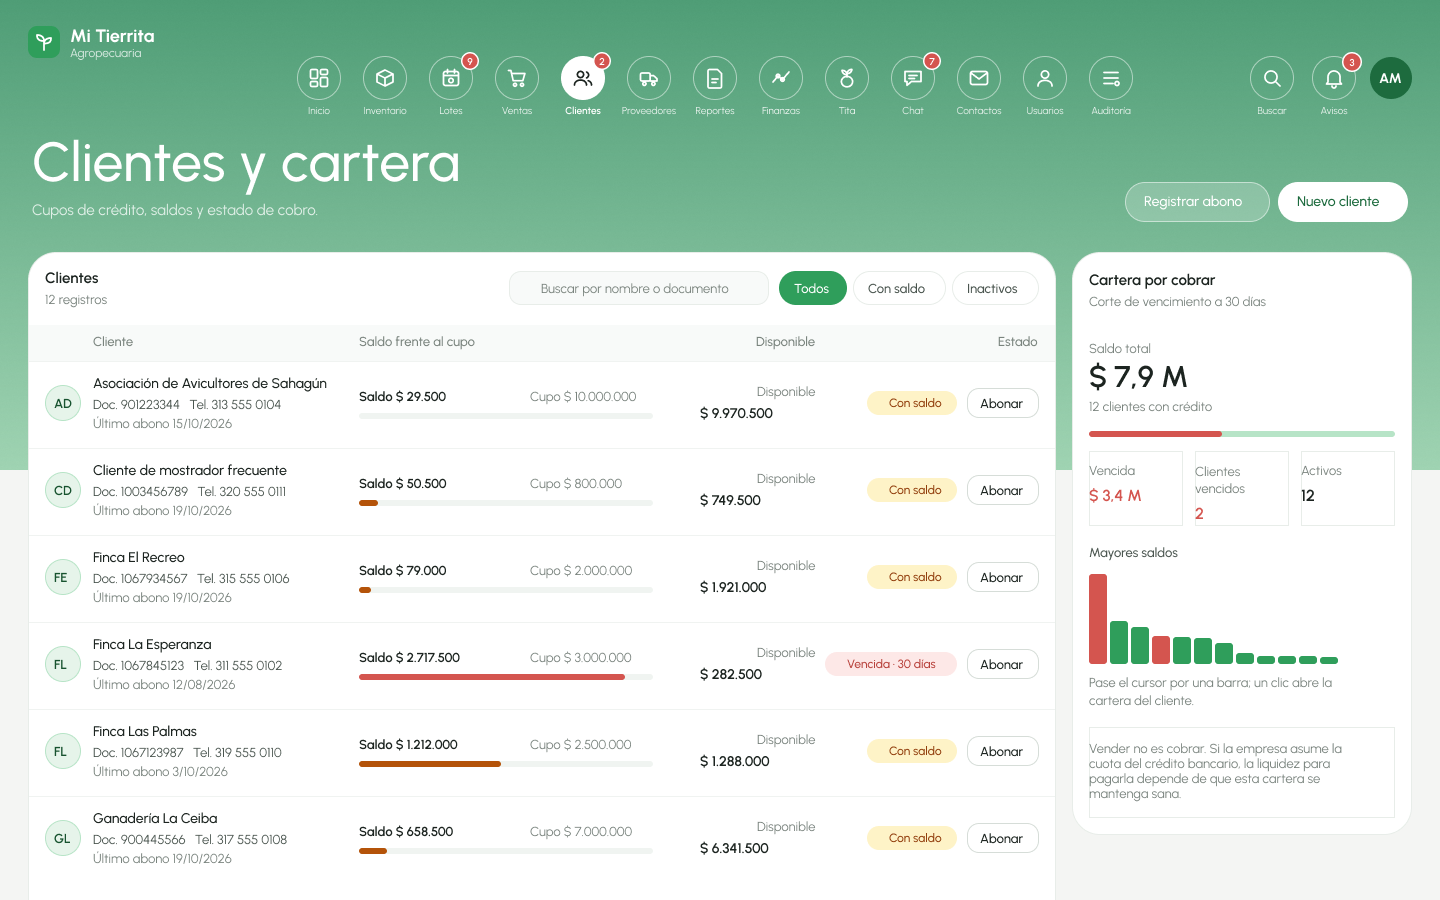 Mi Tierrita
Agropecuaria
9
2
7
3
AM
Inicio
Inventario
Lotes
Ventas
Clientes
Proveedores
Reportes
Finanzas
Tita
Chat
Contactos
Usuarios
Auditoría
Buscar
Avisos
Clientes y cartera
Cupos de crédito, saldos y estado de cobro.
Registrar abono
Nuevo cliente
Clientes
12 registros
Buscar por nombre o documento
Todos
Con saldo
Inactivos
Cliente
Saldo frente al cupo
Disponible
Estado
AD
Asociación de Avicultores de Sahagún
Doc. 901223344 Tel. 313 555 0104
Último abono 15/10/2026
Saldo $ 29.500
Cupo $ 10.000.000
Disponible
$ 9.970.500
Con saldo
Abonar
CD
Cliente de mostrador frecuente
Doc. 1003456789 Tel. 320 555 0111
Último abono 19/10/2026
Saldo $ 50.500
Cupo $ 800.000
Disponible
$ 749.500
Con saldo
Abonar
FE
Finca El Recreo
Doc. 1067934567 Tel. 315 555 0106
Último abono 19/10/2026
Saldo $ 79.000
Cupo $ 2.000.000
Disponible
$ 1.921.000
Con saldo
Abonar
FL
Finca La Esperanza
Doc. 1067845123 Tel. 311 555 0102
Último abono 12/08/2026
Saldo $ 2.717.500
Cupo $ 3.000.000
Disponible
$ 282.500
Vencida · 30 días
Abonar
FL
Finca Las Palmas
Doc. 1067123987 Tel. 319 555 0110
Último abono 3/10/2026
Saldo $ 1.212.000
Cupo $ 2.500.000
Disponible
$ 1.288.000
Con saldo
Abonar
GL
Ganadería La Ceiba
Doc. 900445566 Tel. 317 555 0108
Último abono 19/10/2026
Saldo $ 658.500
Cupo $ 7.000.000
Disponible
$ 6.341.500
Con saldo
Abonar
Cartera por cobrar
Corte de vencimiento a 30 días
Saldo total
$ 7,9 M
12 clientes con crédito
Vencida
$ 3,4 M
Clientes
vencidos
2
Activos
12
Mayores saldos
Pase el cursor por una barra; un clic abre la
cartera del cliente.
Vender no es cobrar. Si la empresa asume la
cuota del crédito bancario, la liquidez para
pagarla depende de que esta cartera se
mantenga sana.